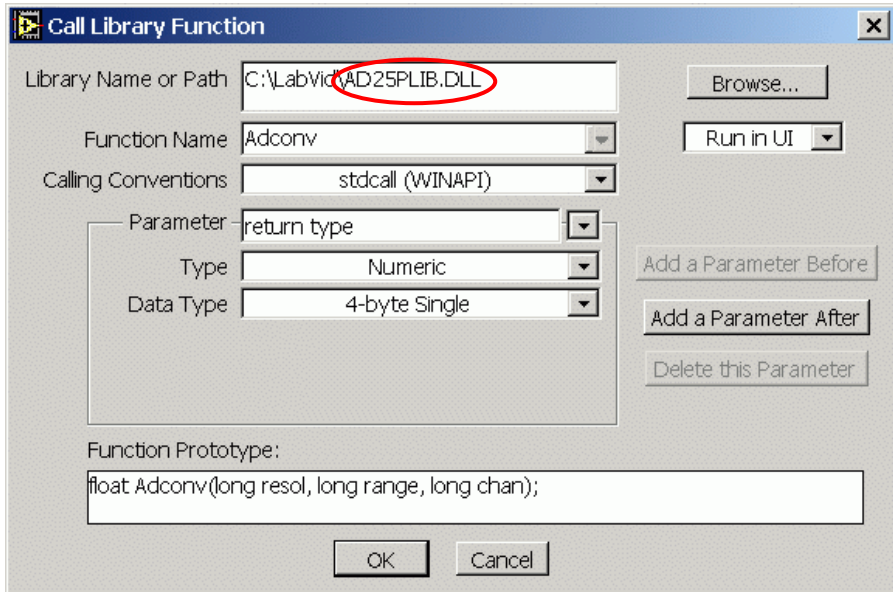 Call Library Function
Library Name or Path C:\LabVid\AD25PLIB.DLL Browse...
Function Name Adconv Run in UI
Calling Conventions stdcall (WINAPI)
Parameter return type
Type Numeric Add a Parameter Before
Data Type 4-byte Single Add a Parameter After
Delete this Parameter
Function Prototype:
float Adconv(long resol, long range, long chan);
OK Cancel